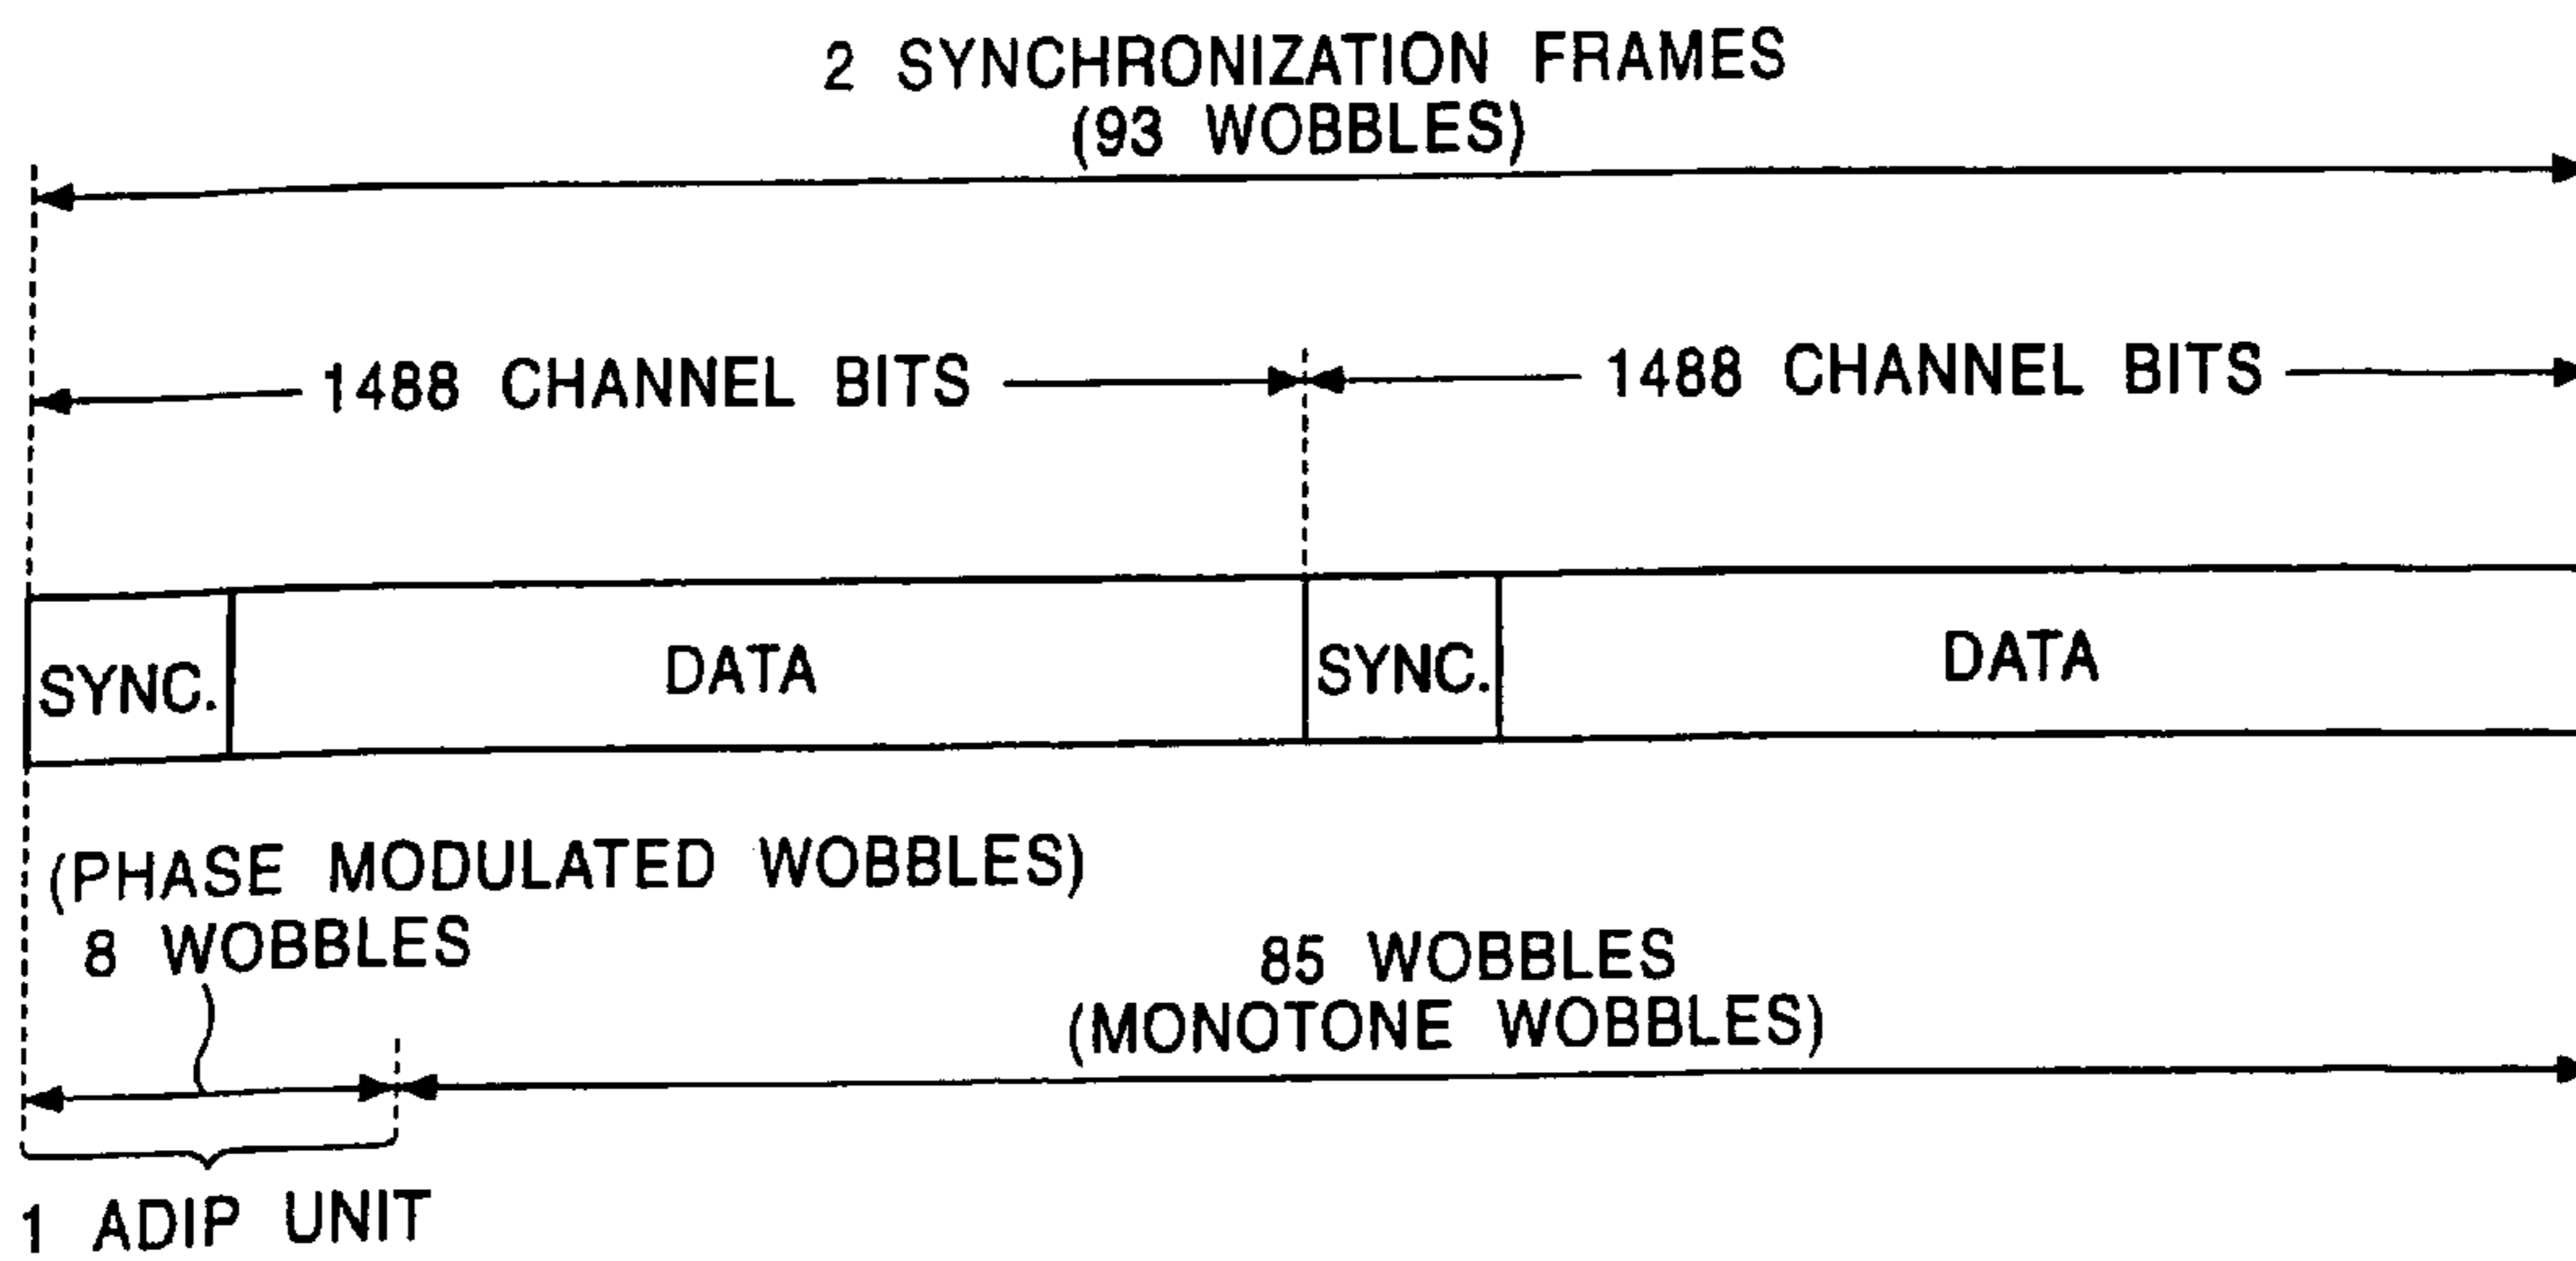 2 SYNCHRONIZATION FRAMES
(93 WOBBLES)
1488 CHANNEL BITS
1488 CHANNEL BITS
SYNC.
DATA
SYNC.
DATA
(PHASE MODULATED WOBBLES)
8 WOBBLES
85 WOBBLES
(MONOTONE WOBBLES)
1 ADIP UNIT